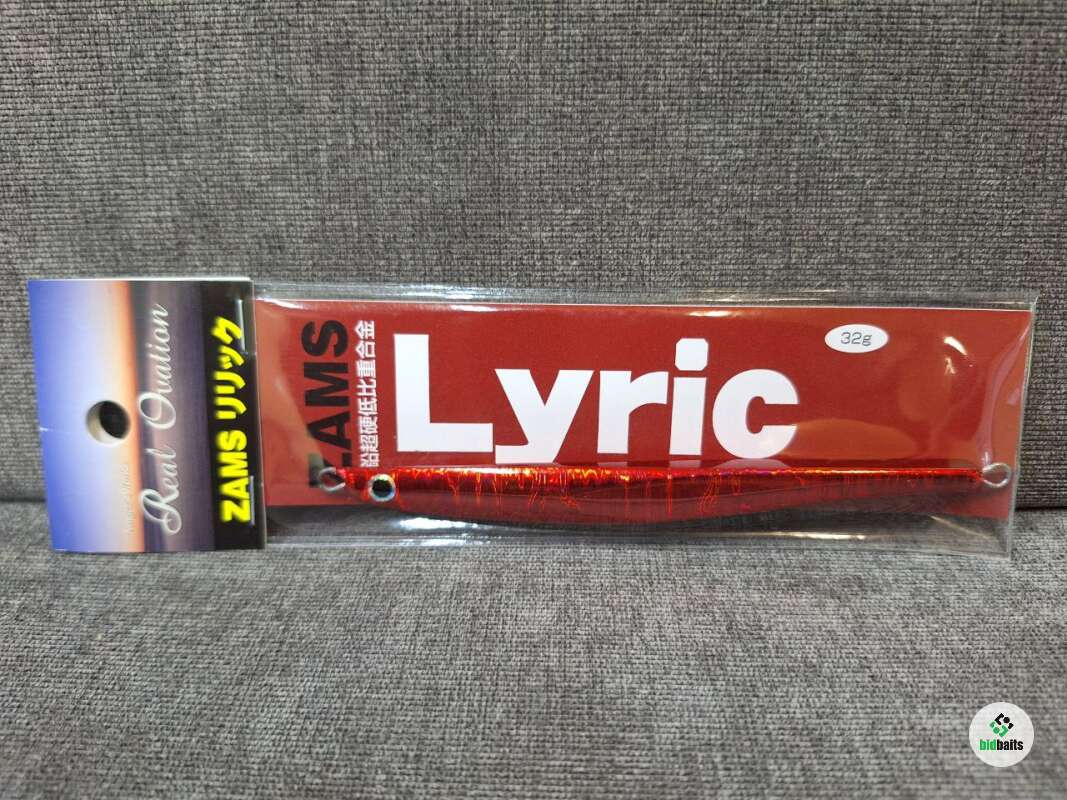 Real Ovation
ZAMS リリック
ZAMS
鉛超硬低比重合金
Lyric
32g
bidbaits